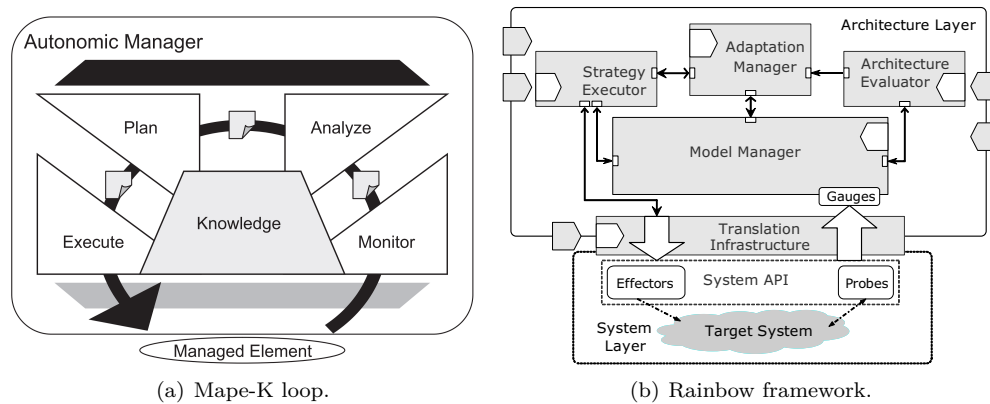 Autonomic Manager
Plan
Analyze
Knowledge
Execute
Monitor
Managed Element
(a) Mape-K loop.
Architecture Layer
Strategy
Executor
Adaptation
Manager
Architecture
Evaluator
Model Manager
Gauges
Translation
Infrastructure
System API
Effectors
Probes
System
Layer
Target System
(b) Rainbow framework.